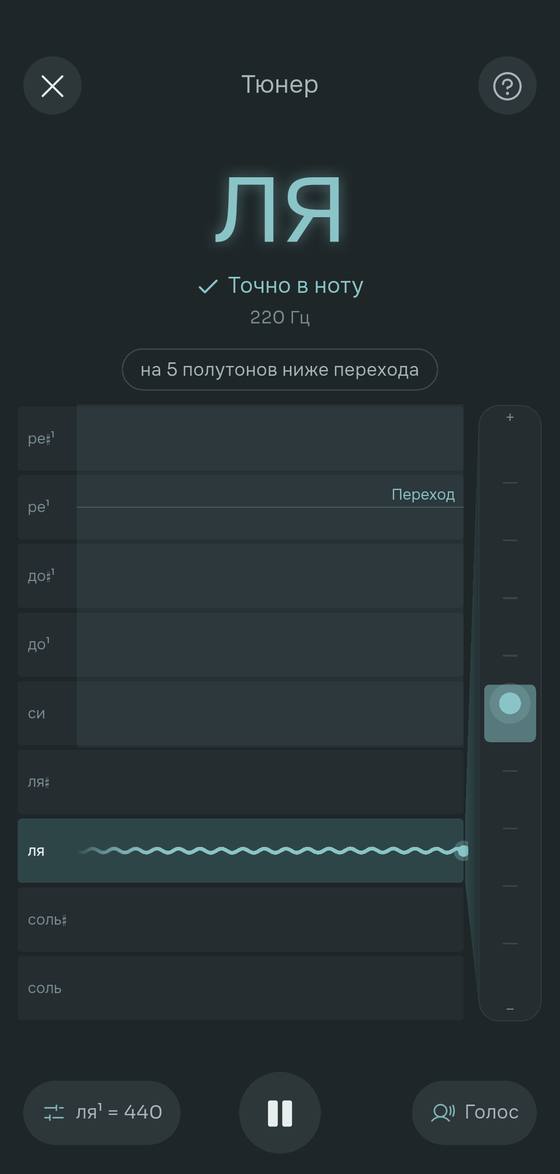 Тюнер
ЛЯ
Точно в ноту
220 Гц
на 5 полутонов ниже перехода
+
ре♯¹
Переход
ре¹
до♯¹
до¹
си
ля♯
ля
соль♯
соль
−
ля¹ = 440
Голос